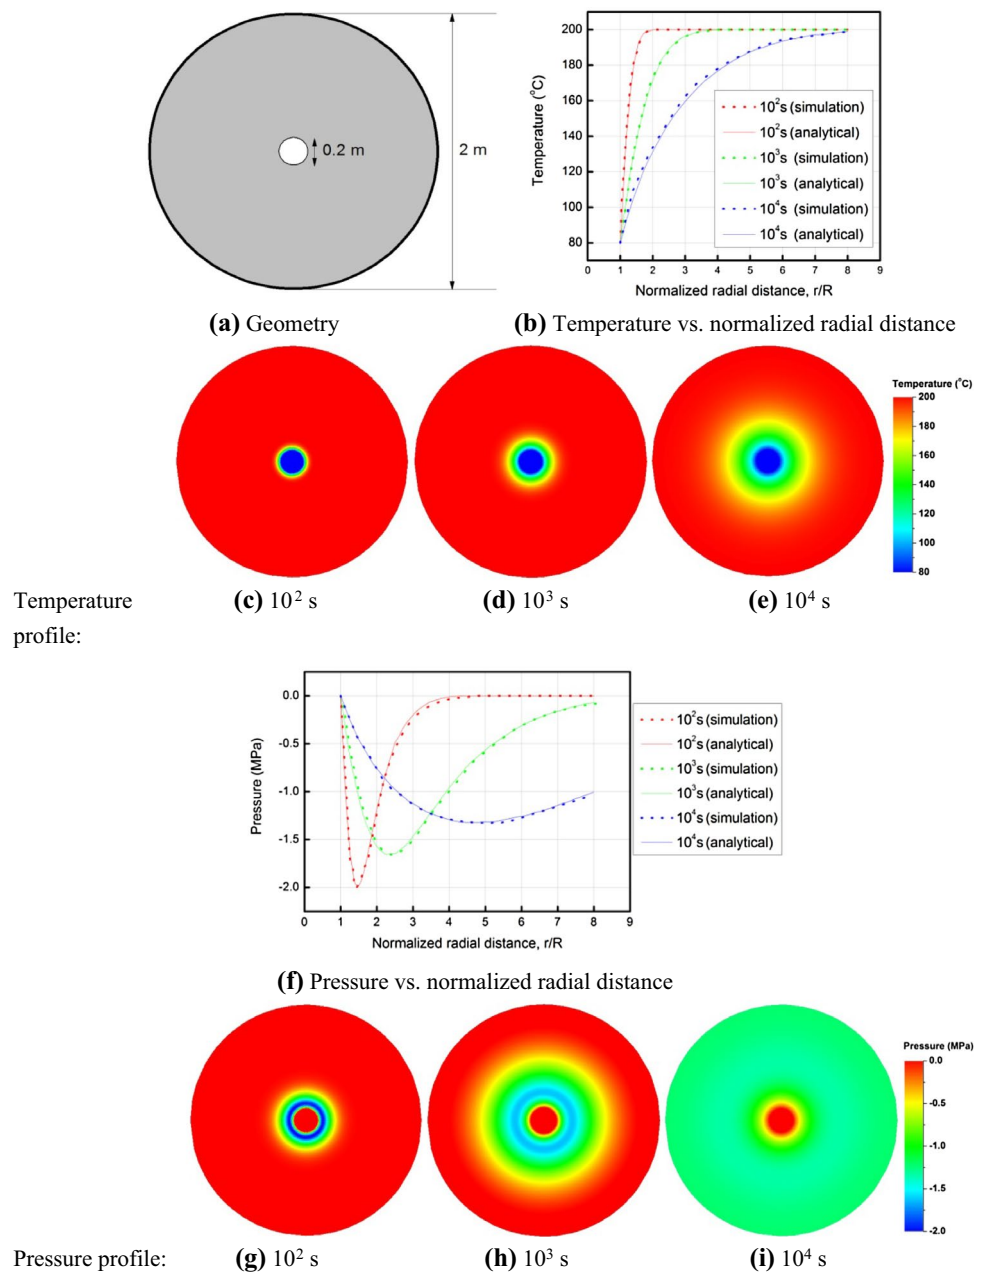 0.2 m
2 m
(a) Geometry
Temperature (°C)
200
180
160
140
120
100
80
0 1 2 3 4 5 6 7 8 9
Normalized radial distance, r/R
10²s (simulation)
10²s (analytical)
10³s (simulation)
10³s (analytical)
10⁴s (simulation)
10⁴s (analytical)
(b) Temperature vs. normalized radial distance
Temperature (°C)
200
180
160
140
120
100
80
Temperature profile:
(c) 10² s
(d) 10³ s
(e) 10⁴ s
Pressure (MPa)
0.0
-0.5
-1.0
-1.5
-2.0
0 1 2 3 4 5 6 7 8 9
Normalized radial distance, r/R
10²s (simulation)
10²s (analytical)
10³s (simulation)
10³s (analytical)
10⁴s (simulation)
10⁴s (analytical)
(f) Pressure vs. normalized radial distance
Pressure (MPa)
0.0
-0.5
-1.0
-1.5
-2.0
Pressure profile:
(g) 10² s
(h) 10³ s
(i) 10⁴ s